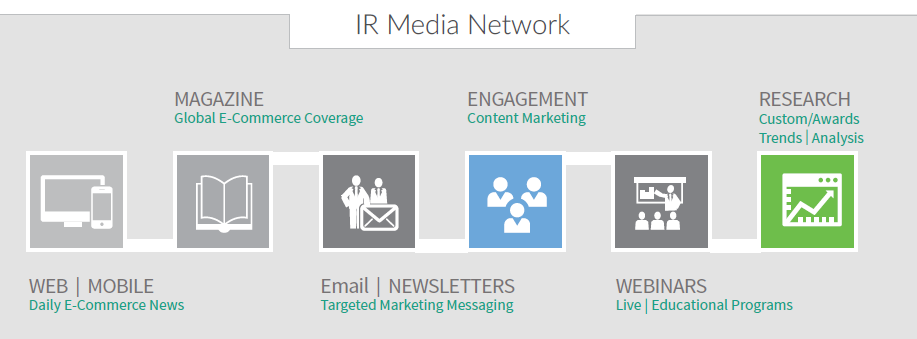 IR Media Network
MAGAZINE
Global E-Commerce Coverage
ENGAGEMENT
Content Marketing
RESEARCH
Custom/Awards
Trends | Analysis
WEB | MOBILE
Daily E-Commerce News
Email | NEWSLETTERS
Targeted Marketing Messaging
WEBINARS
Live | Educational Programs